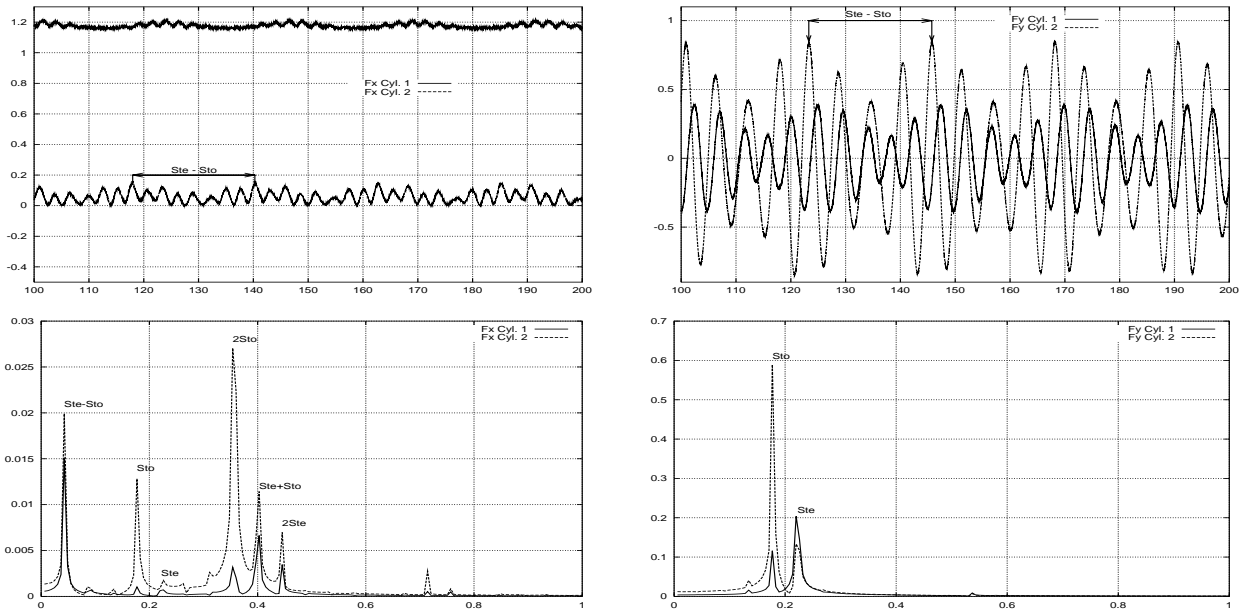 1.2
1
0.8
0.6
0.4
0.2
0
-0.2
-0.4
100 110 120 130 140 150 160 170 180 190 200
Fx Cyl. 1
Fx Cyl. 2
Ste - Sto
1
0.5
0
-0.5
100 110 120 130 140 150 160 170 180 190 200
Ste - Sto
Fy Cyl. 1
Fy Cyl. 2
0.03
0.025
0.02
0.015
0.01
0.005
0
0 0.2 0.4 0.6 0.8 1
Fx Cyl. 1
Fx Cyl. 2
2Sto
Ste-Sto
Sto
Ste+Sto
2Ste
Ste
0.7
0.6
0.5
0.4
0.3
0.2
0.1
0
0 0.2 0.4 0.6 0.8 1
Fy Cyl. 1
Fy Cyl. 2
Sto
Ste